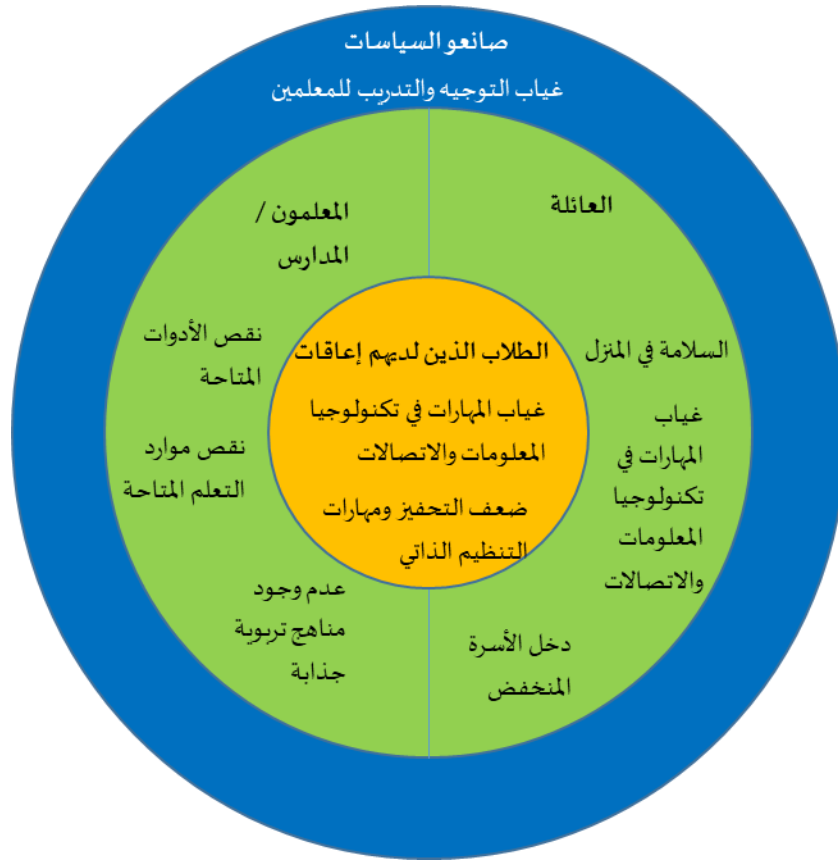 صانعو السياسات
غياب التوجيه والتدريب للمعلمين
العائلة
السلامة في المنزل
غياب
المهارات في
تكنولوجيا
المعلومات
والاتصالات
دخل الأسرة
المنخفض
المعلمون /
المدارس
نقص الأدوات
المتاحة
نقص موارد
التعلم المتاحة
عدم وجود
مناهج تربوية
جذابة
الطلاب الذين لديهم إعاقات
غياب المهارات في تكنولوجيا
المعلومات والاتصالات
ضعف التحفيز ومهارات
التنظيم الذاتي